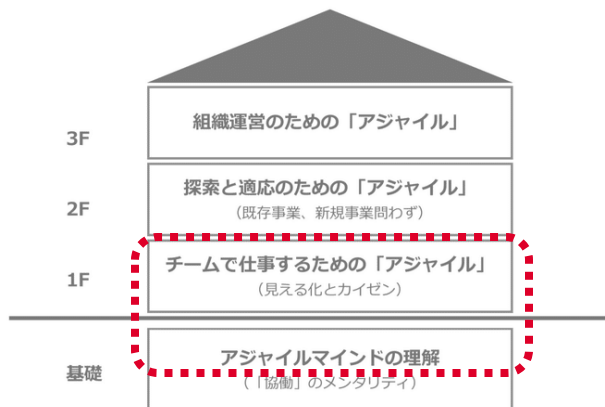 3F
組織運営のための「アジャイル」
2F
探索と適応のための「アジャイル」
(既存事業、新規事業問わず)
1F
チームで仕事するための「アジャイル」
(見える化とカイゼン)
基礎
アジャイルマインドの理解
(「協働」のメンタリティ)